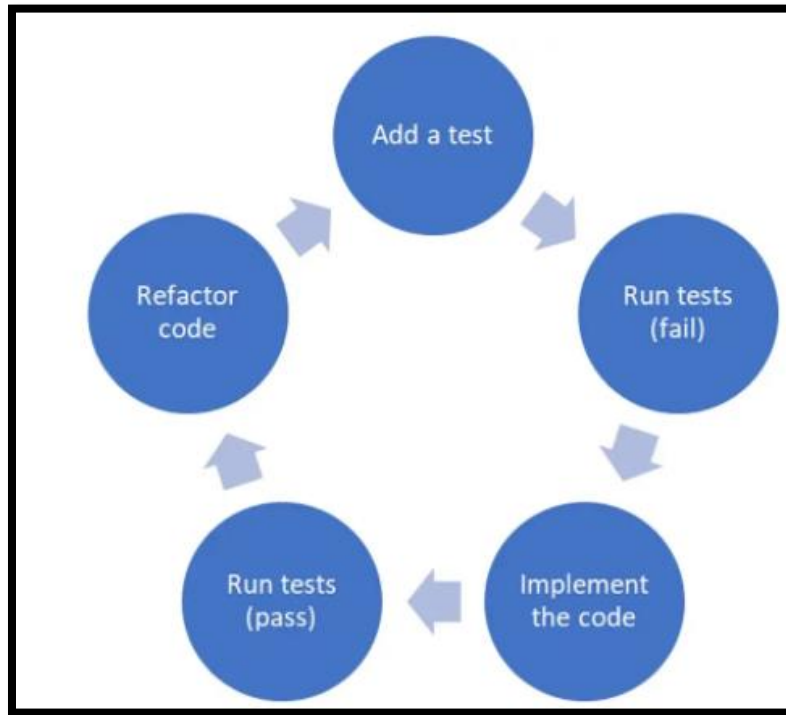 Add a test
Run tests
(fail)
Implement
the code
Run tests
(pass)
Refactor
code